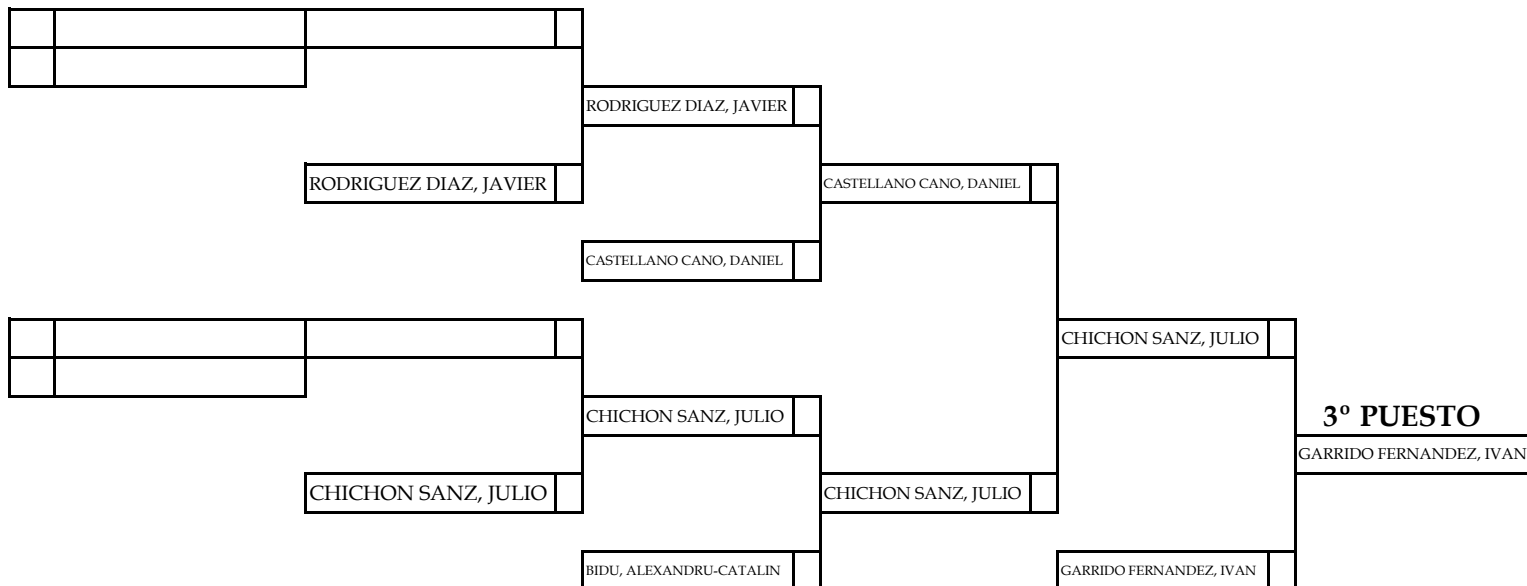 RODRIGUEZ DIAZ, JAVIER
RODRIGUEZ DIAZ, JAVIER
CASTELLANO CANO, DANIEL
CASTELLANO CANO, DANIEL
CHICHON SANZ, JULIO
CHICHON SANZ, JULIO
3º PUESTO
GARRIDO FERNANDEZ, IVAN
CHICHON SANZ, JULIO
CHICHON SANZ, JULIO
BIDU, ALEXANDRU-CATALIN
GARRIDO FERNANDEZ, IVAN